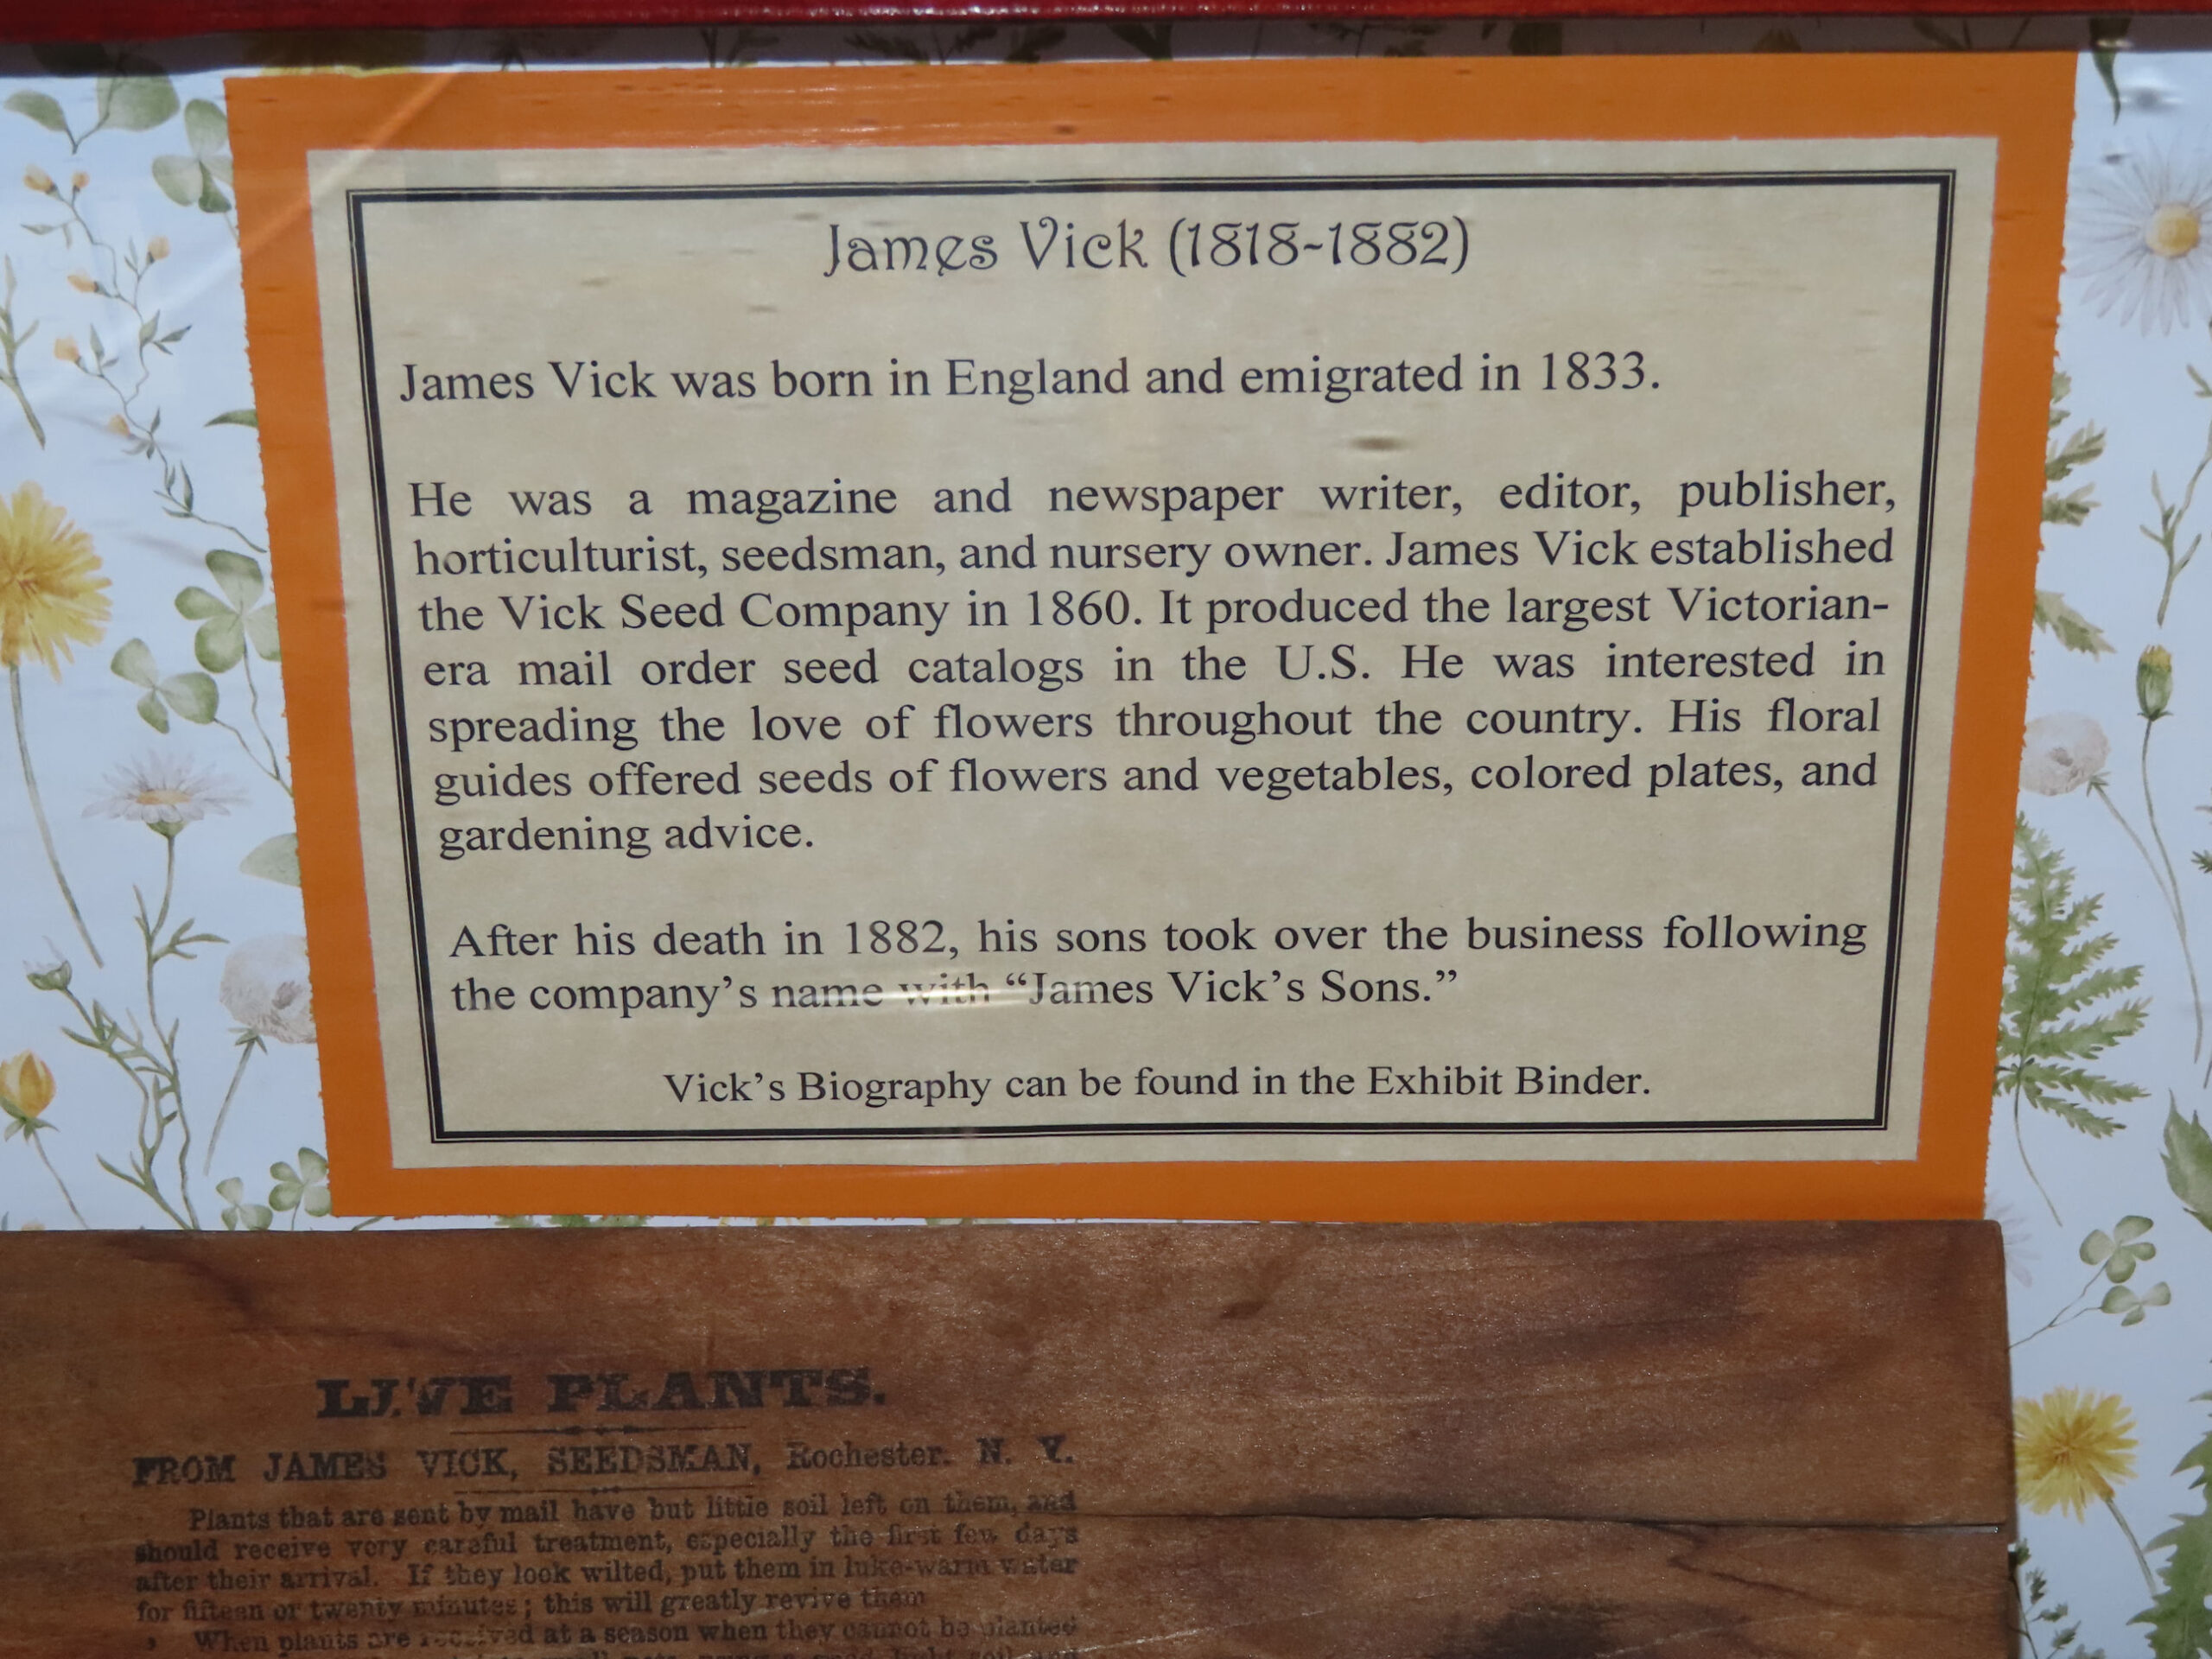 James Vick (1818-1882)
James Vick was born in England and emigrated in 1833.
He was a magazine and newspaper writer, editor, publisher,
horticulturist, seedsman, and nursery owner. James Vick established
the Vick Seed Company in 1860. It produced the largest Victorian-
era mail order seed catalogs in the U.S. He was interested in
spreading the love of flowers throughout the country. His floral
guides offered seeds of flowers and vegetables, colored plates, and
gardening advice.
After his death in 1882, his sons took over the business following
the company's name with “James Vick's Sons.”
Vick's Biography can be found in the Exhibit Binder.
LIVE PLANTS.
FROM JAMES VICK, SEEDSMAN, Rochester. N. Y.
Plants that are sent by mail have but little soil left on them, and
should receive very careful treatment, especially the first few days
after their arrival. If they look wilted, put them in luke-warm water
for fifteen or twenty minutes; this will greatly revive them
When plants are received at a season when they cannot be planted